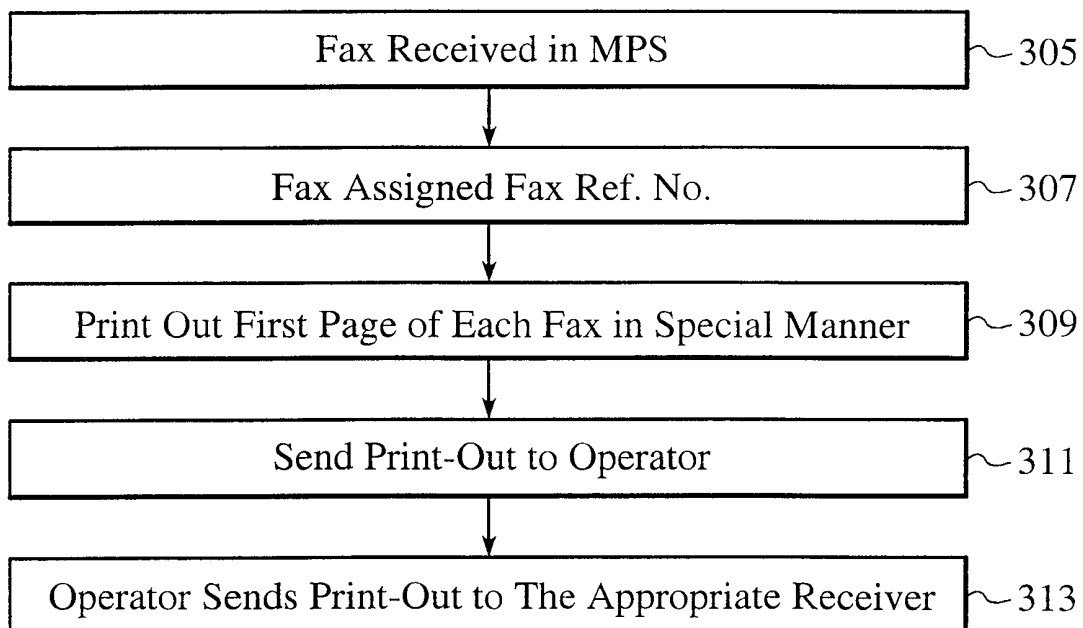 Fax Received in MPS
305
Fax Assigned Fax Ref. No.
307
Print Out First Page of Each Fax in Special Manner
309
Send Print-Out to Operator
311
Operator Sends Print-Out to The Appropriate Receiver
313